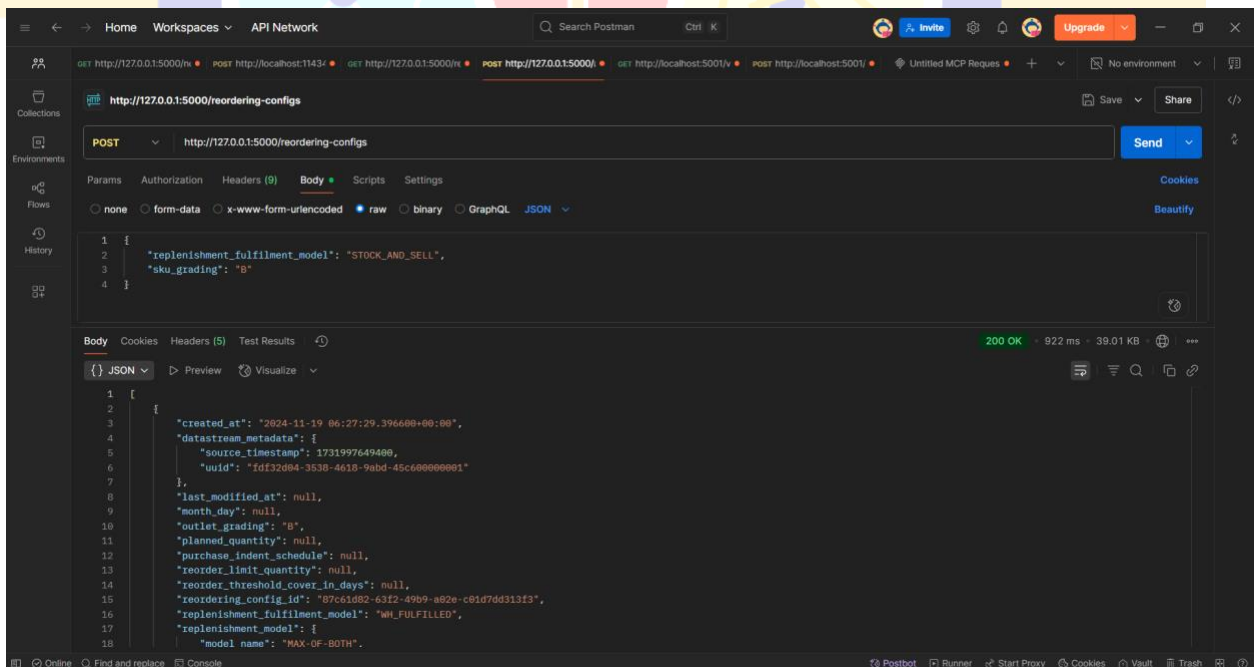 Home Workspaces API Network Search Postman Ctrl K Invite Upgrade
GET http://127.0.0.1:5000/nu POST http://localhost:11434 GET http://127.0.0.1:5000/re POST http://127.0.0.1:5000/ GET http://localhost:5001/v POST http://localhost:5001/ Untitled MCP Reques No environment
Collections
Environments
Flows
History
HTTP http://127.0.0.1:5000/reordering-configs Save Share
POST http://127.0.0.1:5000/reordering-configs Send
Params Authorization Headers (9) Body Scripts Settings Cookies
none form-data x-www-form-urlencoded raw binary GraphQL JSON Beautify
1 {
2 "replenishment_fulfilment_model": "STOCK_AND_SELL",
3 "sku_grading": "B"
4 }
Body Cookies Headers (5) Test Results 200 OK 922 ms 39.01 KB
{} JSON Preview Visualize
1 [
2 {
3 "created_at": "2024-11-19 06:27:29.396600+00:00",
4 "datastream_metadata": {
5 "source_timestamp": 1731997649400,
6 "uuid": "fdf32d04-3538-4618-9abd-45c600000001"
7 },
8 "last_modified_at": null,
9 "month_day": null,
10 "outlet_grading": "B",
11 "planned_quantity": null,
12 "purchase_indent_schedule": null,
13 "reorder_limit_quantity": null,
14 "reorder_threshold_cover_in_days": null,
15 "reordering_config_id": "87c61d82-63f2-49b9-a02e-c01d7dd313f3",
16 "replenishment_fulfilment_model": "WH_FULFILLED",
17 "replenishment_model": {
18 "model_name": "MAX-OF-BOTH",
Online Find and replace Console Postbot Runner Start Proxy Cookies Vault Trash